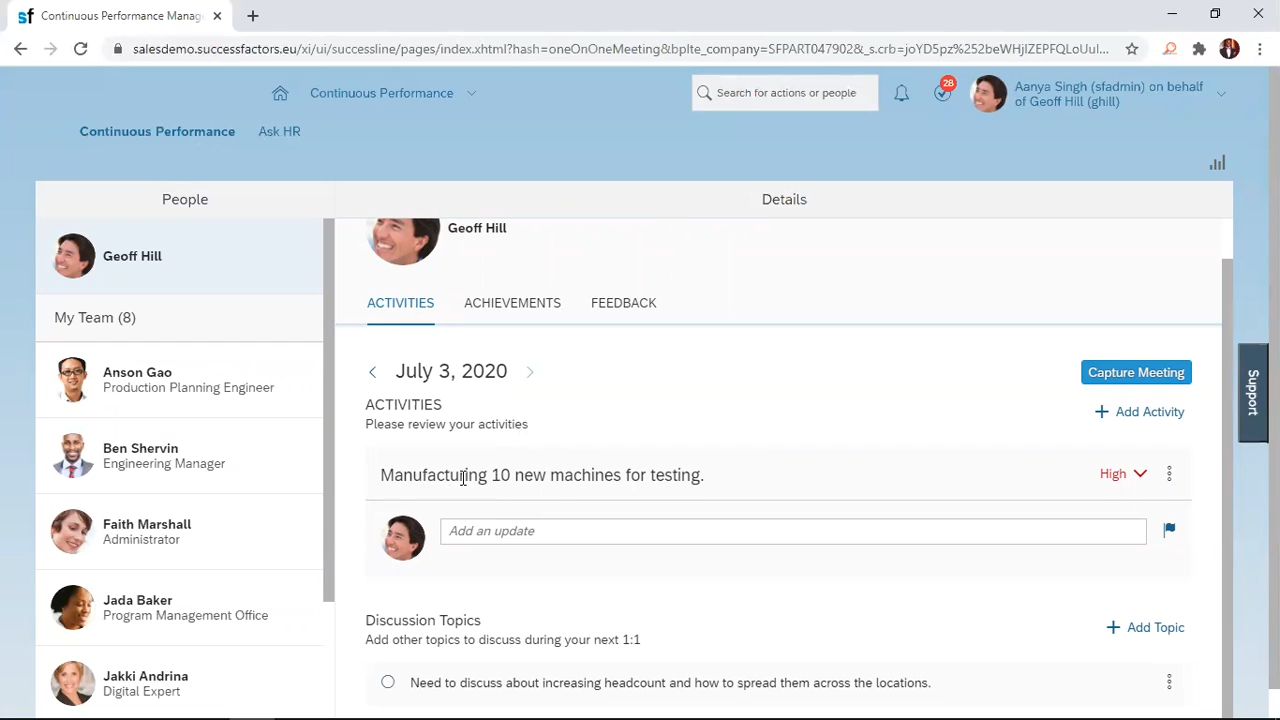 sf Continuous Performance Manag
salesdemo.successfactors.eu/xi/ui/successline/pages/index.xhtml?hash=oneOnOneMeeting&bplte_company=SFPART047902&_s.crb=joYD5pz%252beWHjIZEPFQLoUuI...
Continuous Performance
Search for actions or people
28
Aanya Singh (sfadmin) on behalf
of Geoff Hill (ghill)
Continuous Performance Ask HR
People
Details
Geoff Hill
My Team (8)
Anson Gao
Production Planning Engineer
Ben Shervin
Engineering Manager
Faith Marshall
Administrator
Jada Baker
Program Management Office
Jakki Andrina
Digital Expert
Geoff Hill
ACTIVITIES ACHIEVEMENTS FEEDBACK
July 3, 2020
Capture Meeting
ACTIVITIES
Please review your activities
+ Add Activity
Manufacturing 10 new machines for testing.
High
Add an update
Discussion Topics
Add other topics to discuss during your next 1:1
+ Add Topic
Need to discuss about increasing headcount and how to spread them across the locations.
Support